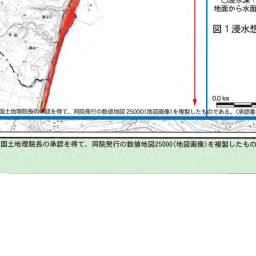 〇浸水深：
地面から水面
図1浸水想
0.0 km
国土地理院長の承認を得て、同院発行の数値地図 25000(地図画像)を複製したものである。(承認番
国土地理院長の承認を得て、同院発行の数値地図25000(地図画像)を複製したもの